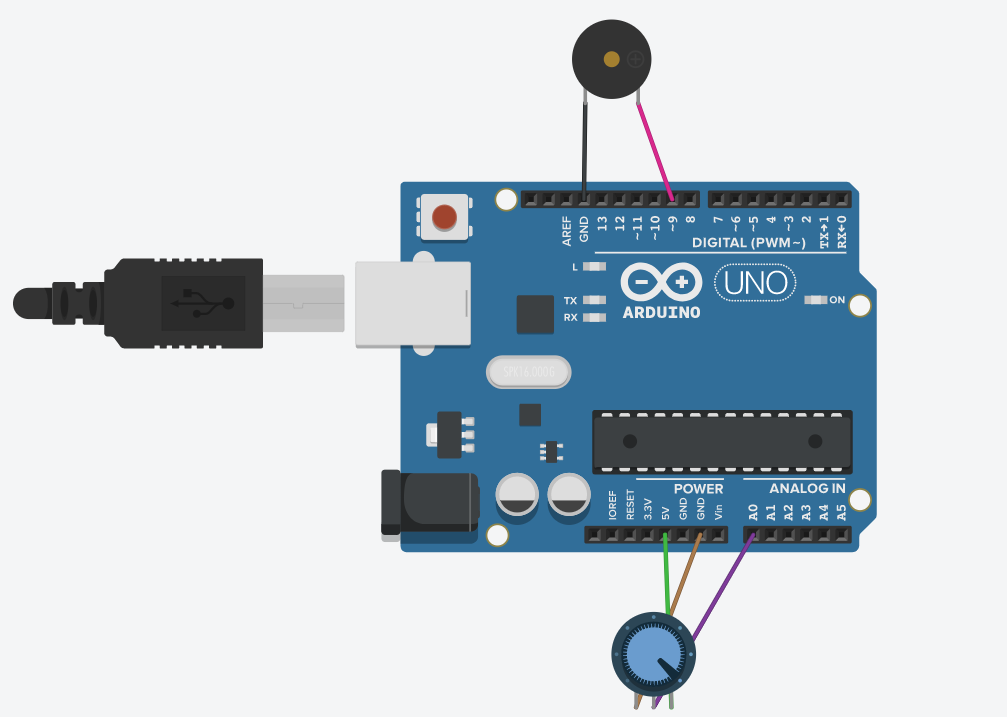 AREF
GND
13
12
~11
~10
~9
8
7
~6
~5
4
~3
2
TX→1
RX←0
DIGITAL (PWM~)
L
TX
RX
UNO
ON
ARDUINO
SPK16.000G
POWER
ANALOG IN
IOREF
RESET
3.3V
5V
GND
GND
Vin
A0
A1
A2
A3
A4
A5